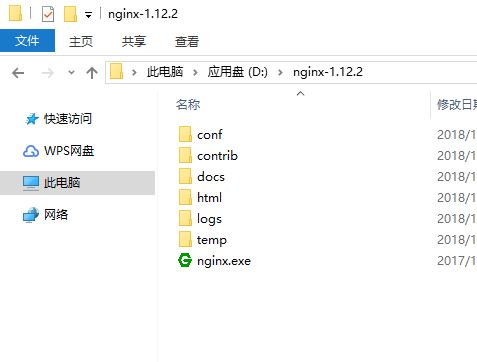 nginx-1.12.2
文件 主页 共享 查看
此电脑 应用盘 (D:) nginx-1.12.2
名称 修改日
快速访问
WPS网盘
此电脑
网络
conf 2018/1
contrib 2018/1
docs 2018/1
html 2018/1
logs 2018/1
temp 2018/1
nginx.exe 2017/1